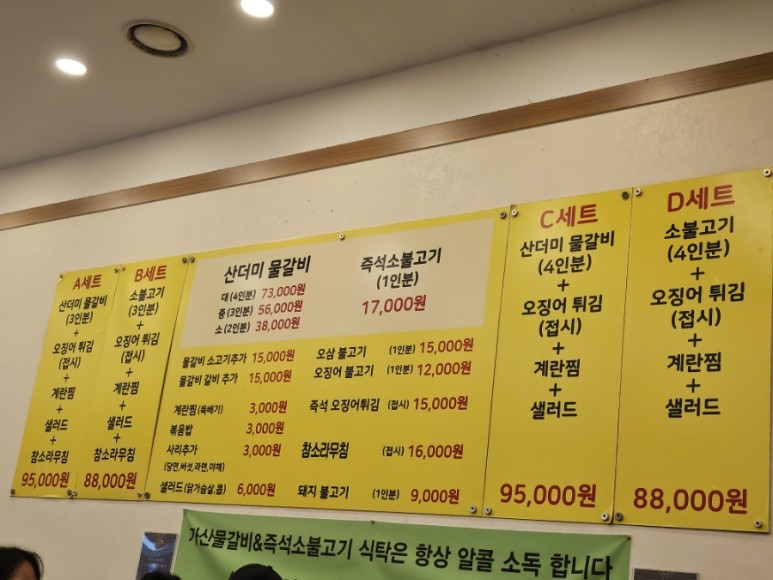 A세트
산더미 물갈비
(3인분)
+
오징어 튀김
(접시)
+
계란찜
+
샐러드
+
참소라무침
95,000원
B세트
소불고기
(3인분)
+
오징어 튀김
(접시)
+
계란찜
+
샐러드
+
참소라무침
88,000원
산더미 물갈비
대 (4인분) 73,000원
중 (3인분) 56,000원
소 (2인분) 38,000원
즉석소불고기
(1인분)
17,000원
물갈비 소고기추가 15,000원
물갈비 갈비 추가 15,000원
계란찜 (뚝배기) 3,000원
볶음밥 3,000원
사리추가 3,000원
(당면,버섯,라면,야채)
샐러드 (닭가슴살,콥) 6,000원
오삼 불고기 (1인분) 15,000원
오징어 불고기 (1인분) 12,000원
즉석 오징어튀김 (접시) 15,000원
참소라무침 (접시) 16,000원
돼지 불고기 (1인분) 9,000원
C세트
산더미 물갈비
(4인분)
+
오징어 튀김
(접시)
+
계란찜
+
샐러드
95,000원
D세트
소불고기
(4인분)
+
오징어 튀김
(접시)
+
계란찜
+
샐러드
88,000원
가산물갈비&즉석소불고기 식탁은 항상 알콜 소독 합니다